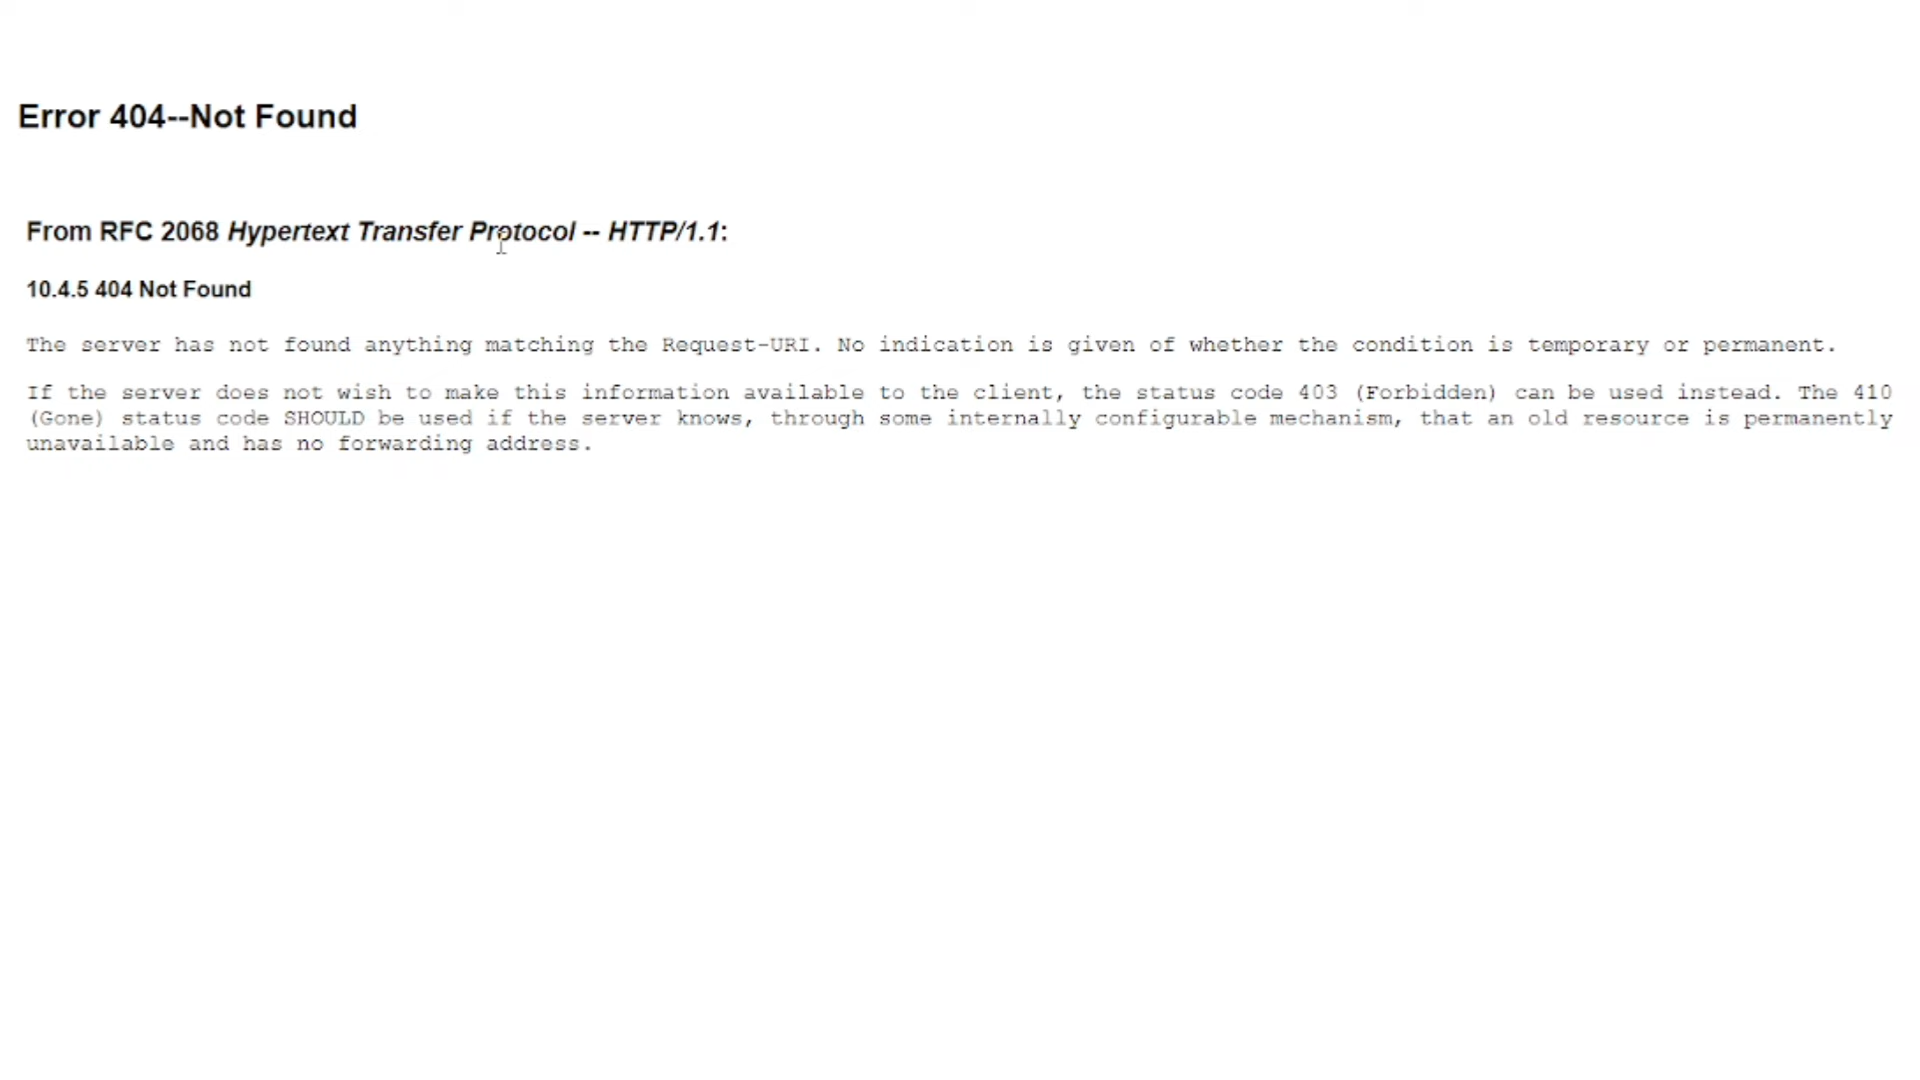 Error 404--Not Found
From RFC 2068 Hypertext Transfer Protocol -- HTTP/1.1:
10.4.5 404 Not Found
The server has not found anything matching the Request-URI. No indication is given of whether the condition is temporary or permanent.
If the server does not wish to make this information available to the client, the status code 403 (Forbidden) can be used instead. The 410
(Gone) status code SHOULD be used if the server knows, through some internally configurable mechanism, that an old resource is permanently
unavailable and has no forwarding address.